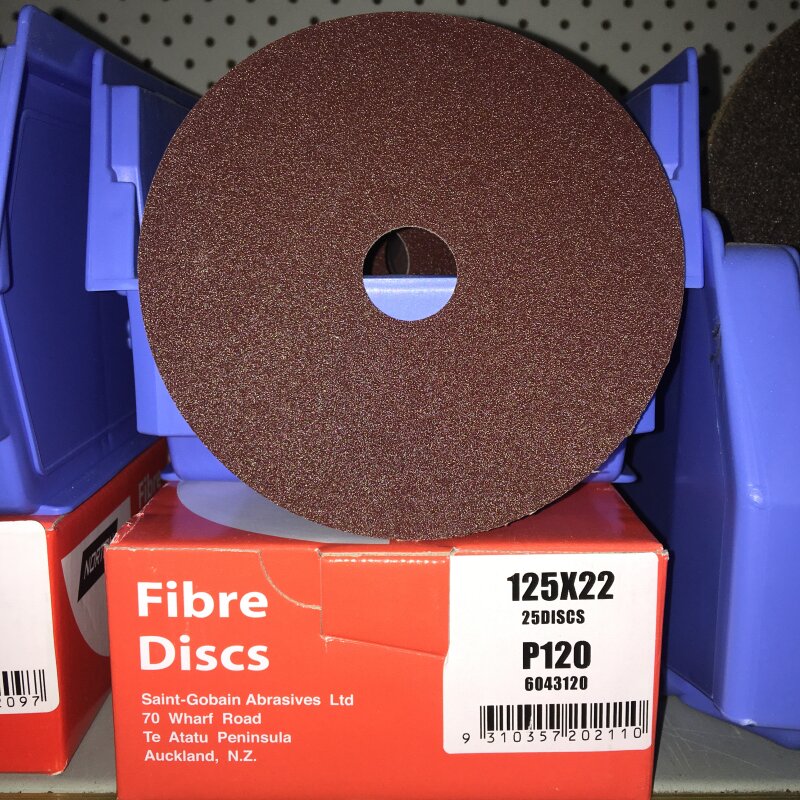 Fibre
Discs
Saint-Gobain Abrasives Ltd
70 Wharf Road
Te Atatu Peninsula
Auckland, N.Z.
125X22
25DISCS
P120
6043120
9 310357 202110